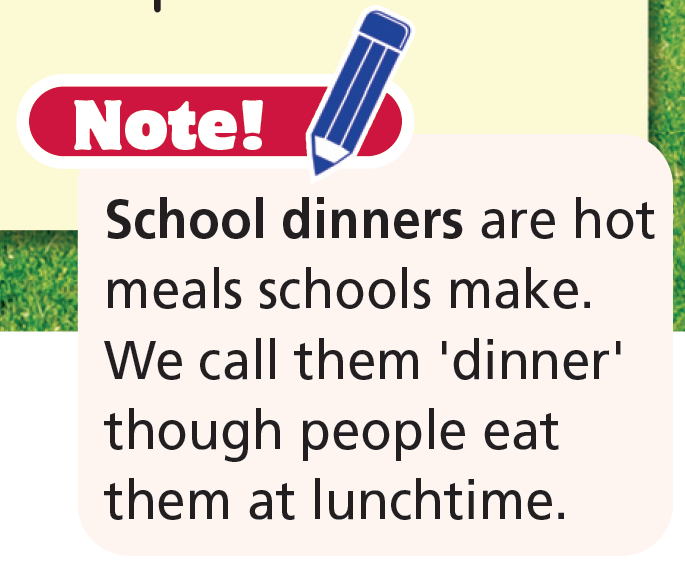 Note!
School dinners are hot
meals schools make.
We call them 'dinner'
though people eat
them at lunchtime.